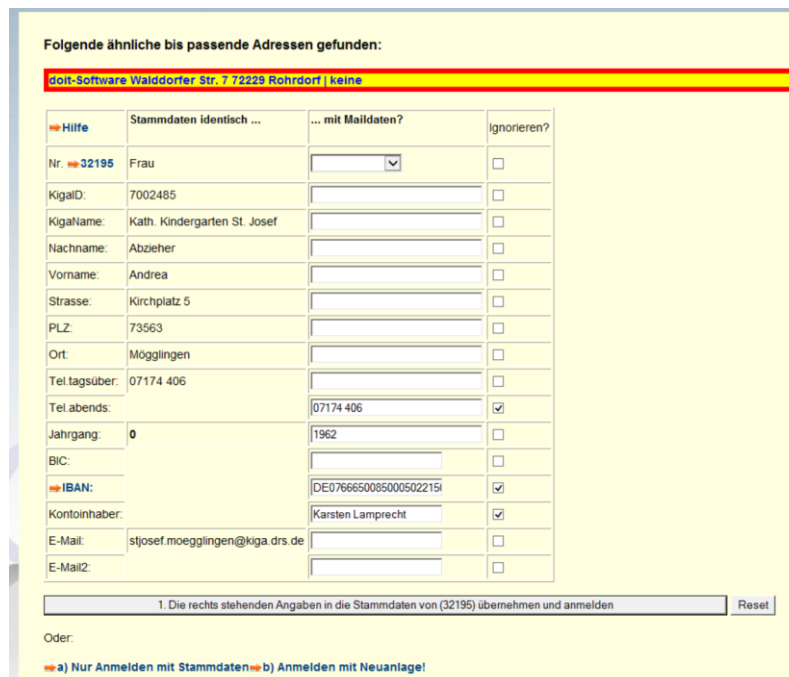 Folgende ähnliche bis passende Adressen gefunden:
doit-Software Walddorfer Str. 7 72229 Rohrdorf | keine
Hilfe Stammdaten identisch ... ... mit Maildaten? Ignorieren?
Nr. 32195 Frau
KigaID: 7002485
KigaName: Kath. Kindergarten St. Josef
Nachname: Abzieher
Vorname: Andrea
Strasse: Kirchplatz 5
PLZ: 73563
Ort: Mögglingen
Tel.tagsüber: 07174 406
Tel.abends: 07174 406
Jahrgang: 0 1962
BIC:
IBAN: DE0766650085000502215
Kontoinhaber: Karsten Lamprecht
E-Mail: stjosef.moegglingen@kiga.drs.de
E-Mail2:
1. Die rechts stehenden Angaben in die Stammdaten von (32195) übernehmen und anmelden Reset
Oder:
a) Nur Anmelden mit Stammdaten b) Anmelden mit Neuanlage!